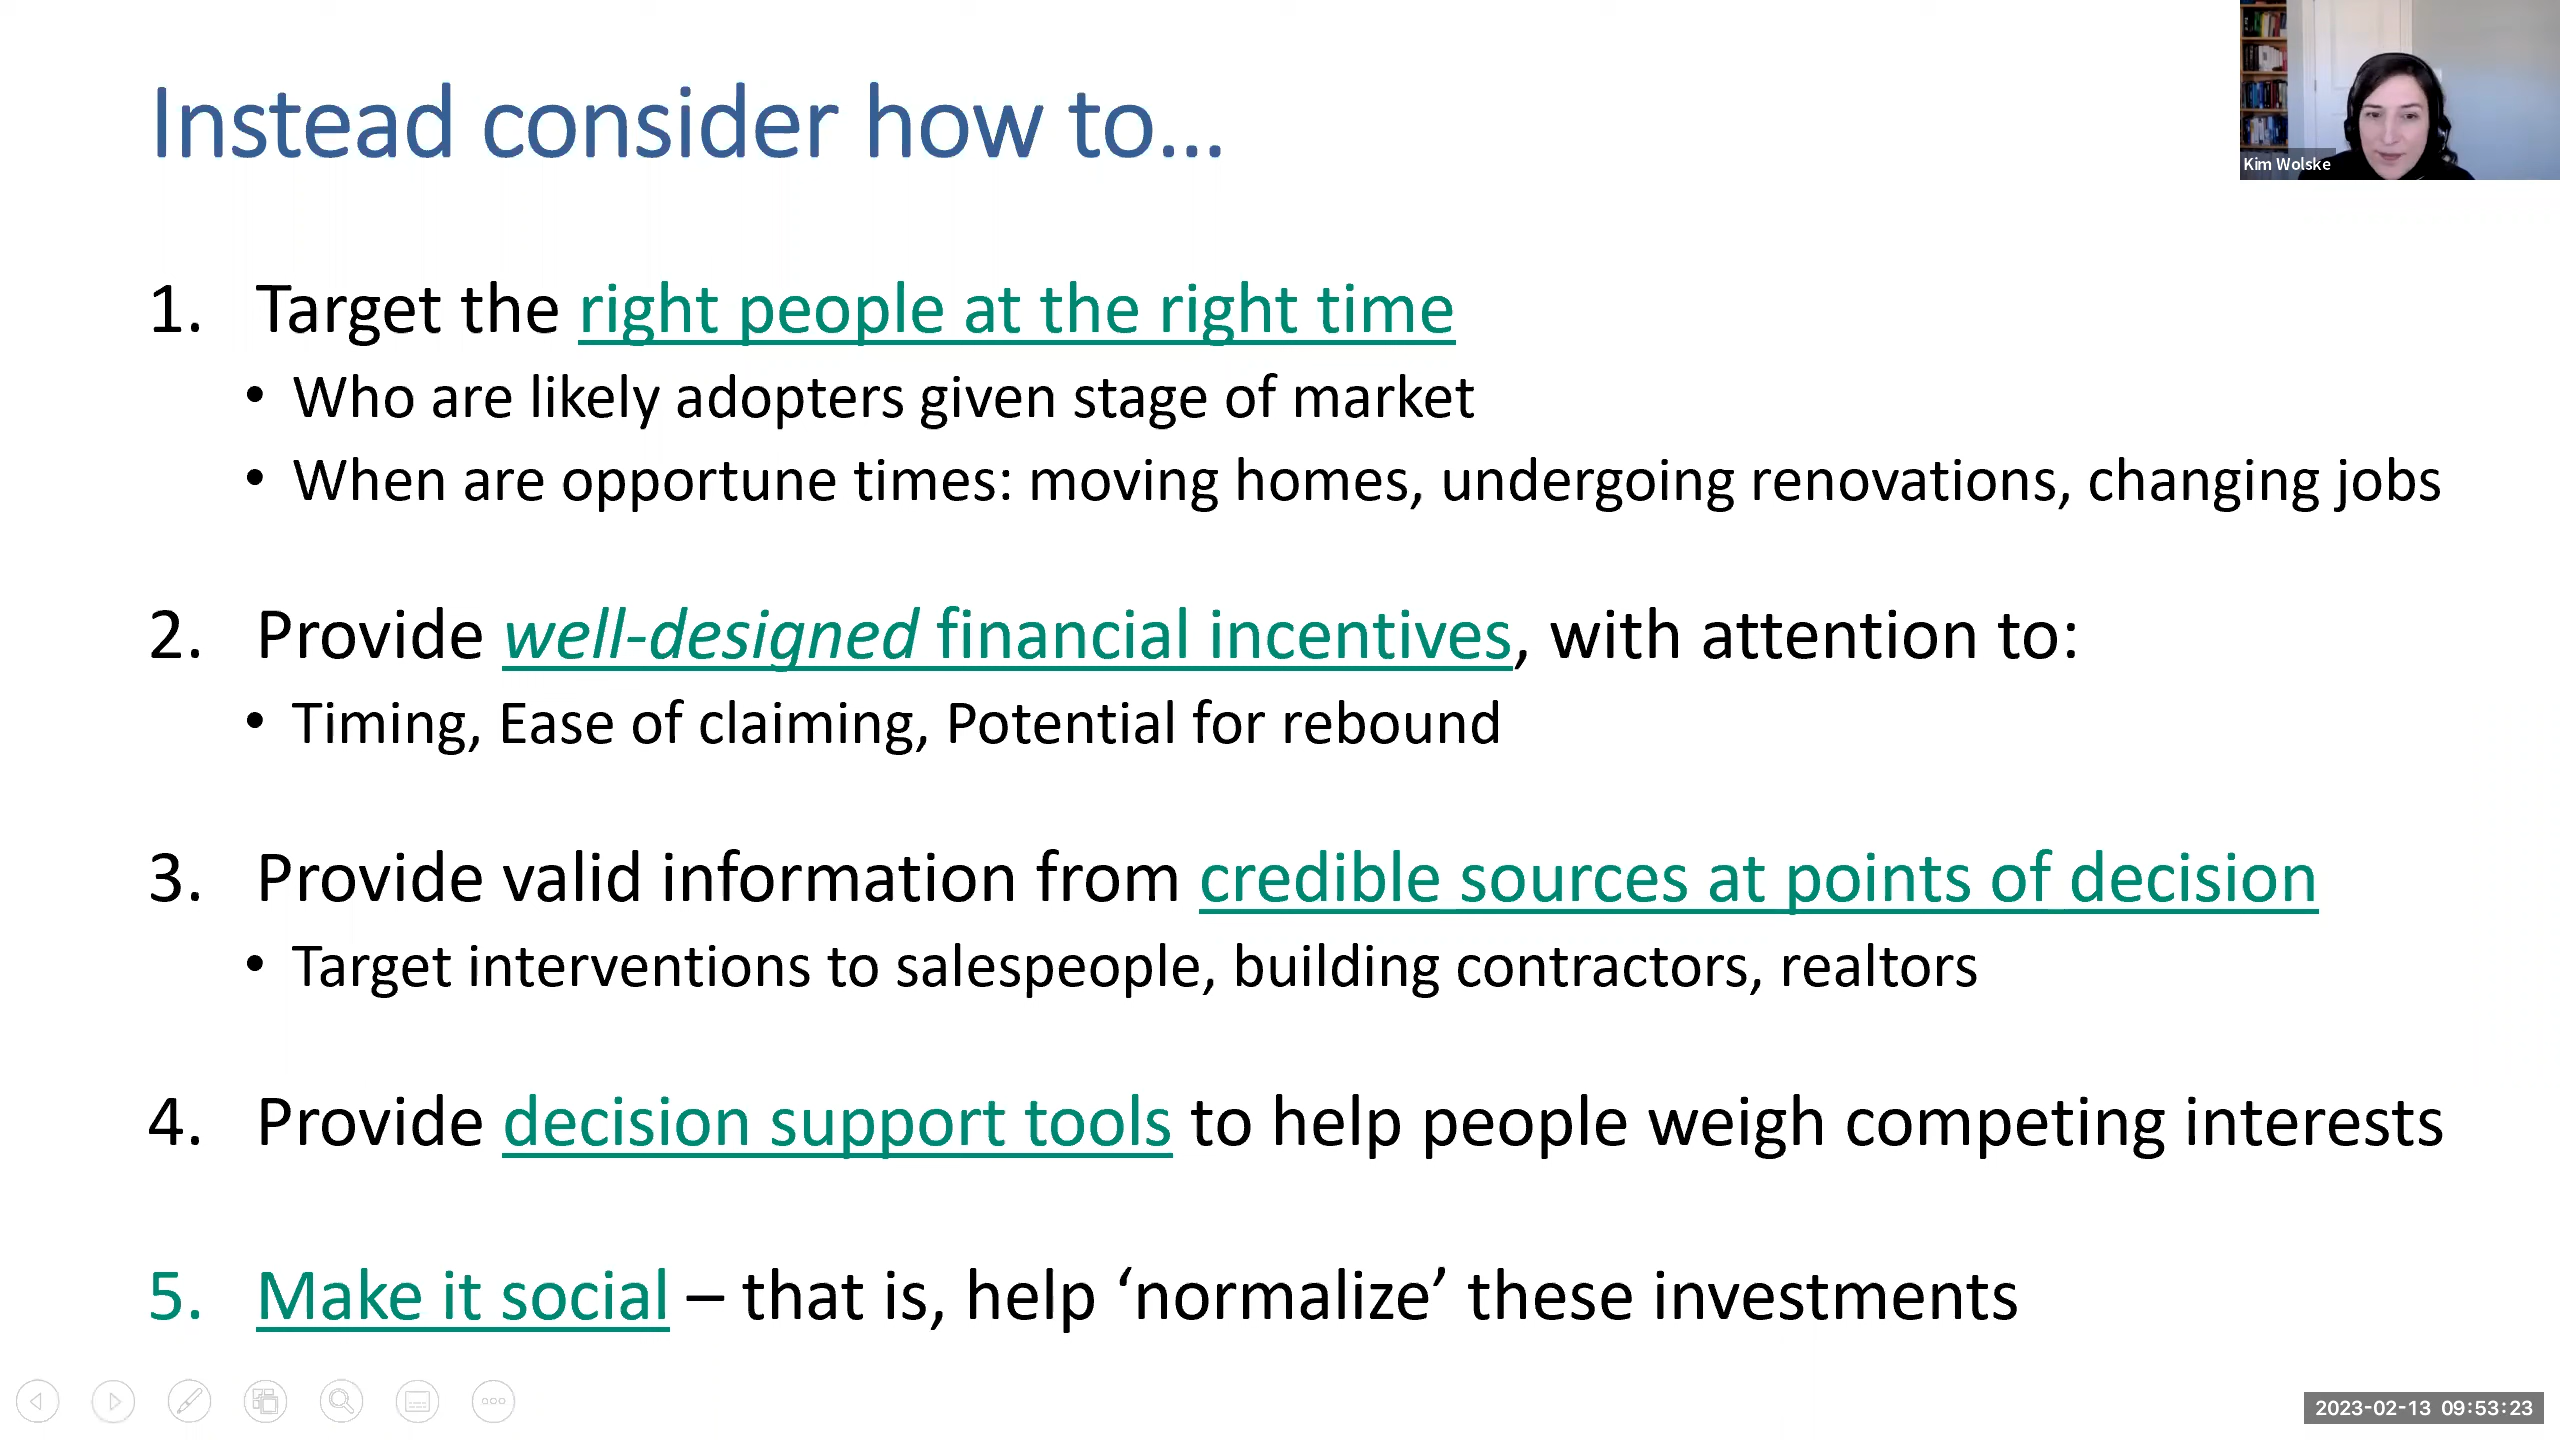 Instead consider how to...
Kim Wolske
1. Target the right people at the right time
• Who are likely adopters given stage of market
• When are opportune times: moving homes, undergoing renovations, changing jobs
2. Provide well-designed financial incentives, with attention to:
• Timing, Ease of claiming, Potential for rebound
3. Provide valid information from credible sources at points of decision
• Target interventions to salespeople, building contractors, realtors
4. Provide decision support tools to help people weigh competing interests
5. Make it social – that is, help ‘normalize’ these investments
2023-02-13 09:53:23